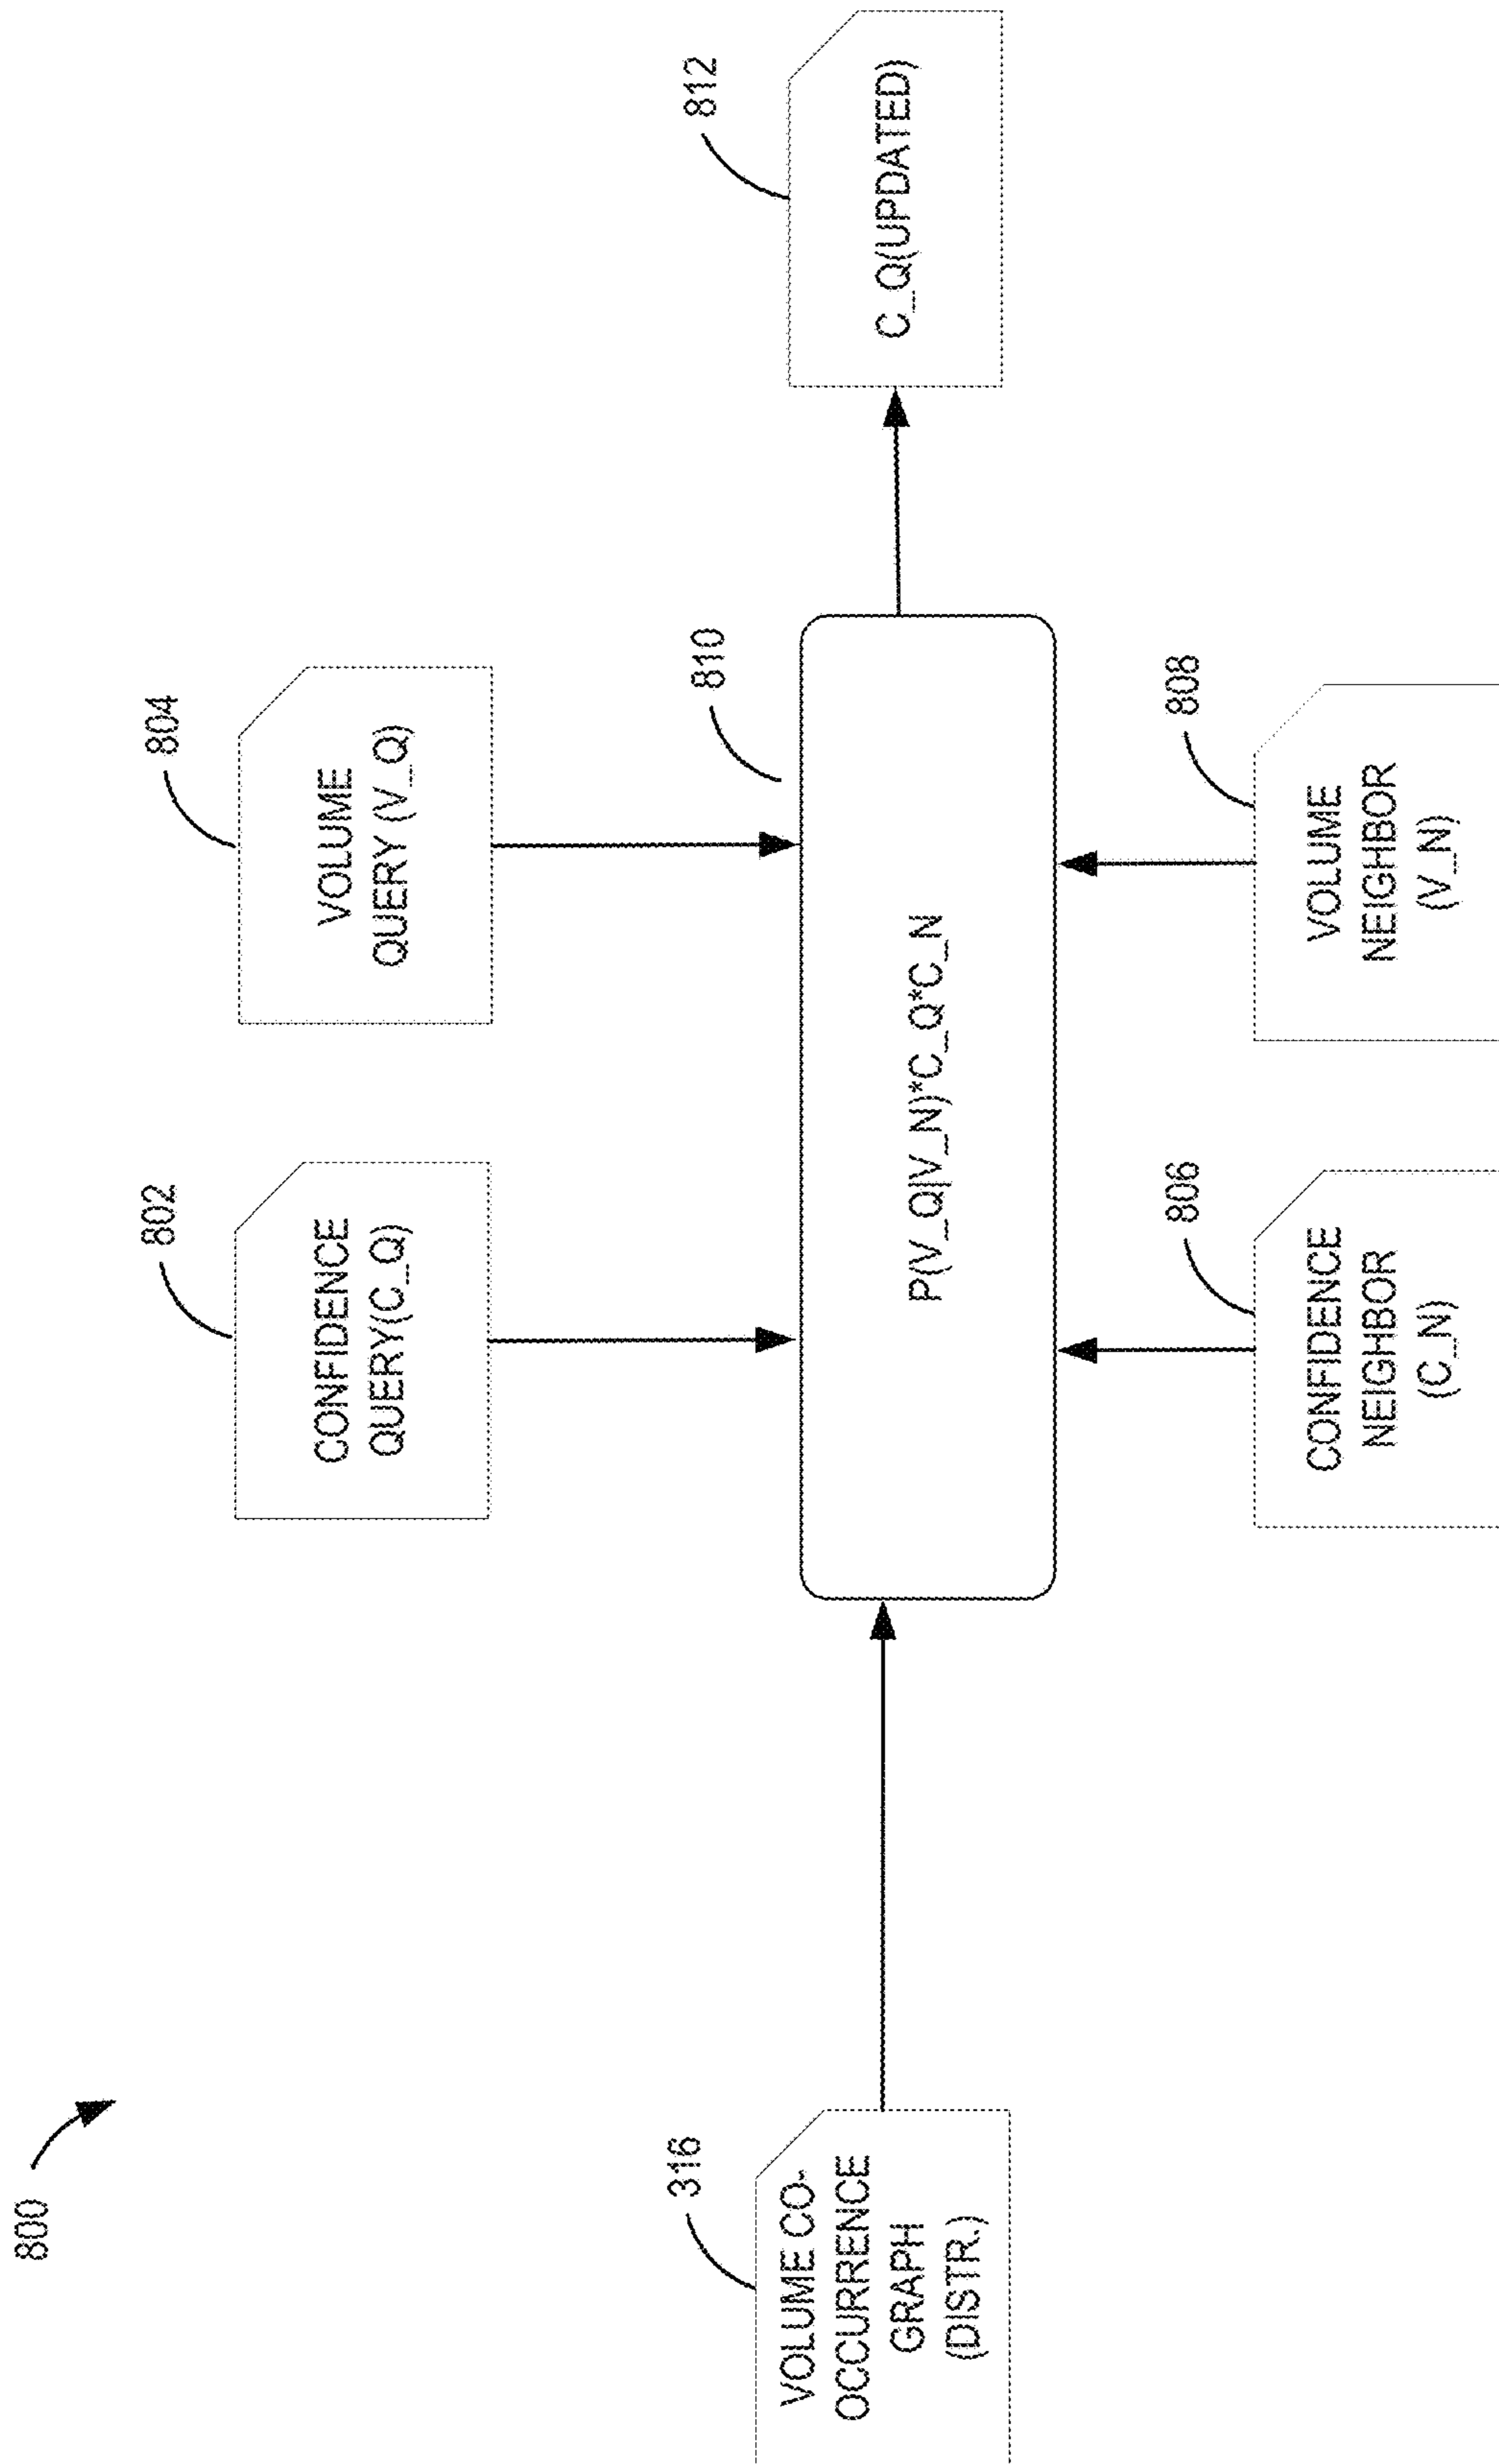 800
802
CONFIDENCE
QUERY(C_Q)
804
VOLUME
QUERY (V_Q)
316
VOLUME CO-
OCCURRENCE
GRAPH
(DISTR.)
810
P(V_Q|V_N)*C_Q*C_N
812
C_Q(UPDATED)
806
CONFIDENCE
NEIGHBOR
(C_N)
808
VOLUME
NEIGHBOR
(V_N)